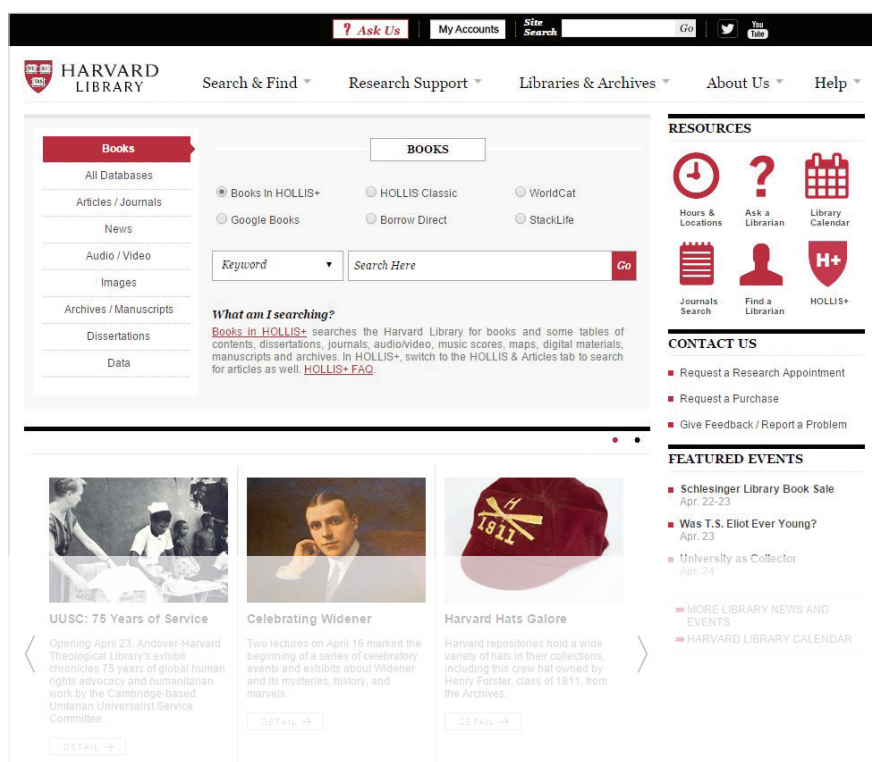 ? Ask Us
My Accounts
Site
Search
Go
You
Tube
HARVARD
LIBRARY
Search & Find
Research Support
Libraries & Archives
About Us
Help
Books
All Databases
Articles / Journals
News
Audio / Video
Images
Archives / Manuscripts
Dissertations
Data
BOOKS
Books In HOLLIS+
HOLLIS Classic
WorldCat
Google Books
Borrow Direct
StackLife
Keyword
Search Here
Go
What am I searching?
Books in HOLLIS+ searches the Harvard Library for books and some tables of
contents, dissertations, journals, audio/video, music scores, maps, digital materials,
manuscripts and archives. In HOLLIS+, switch to the HOLLIS & Articles tab to search
for articles as well. HOLLIS+ FAQ.
RESOURCES
Hours &
Locations
Ask a
Librarian
Library
Calendar
Journals
Search
Find a
Librarian
H+
HOLLIS+
CONTACT US
Request a Research Appointment
Request a Purchase
Give Feedback / Report a Problem
FEATURED EVENTS
Schlesinger Library Book Sale
Apr. 22-23
Was T.S. Eliot Ever Young?
Apr. 23
University as Collector
Apr. 24
MORE LIBRARY NEWS AND
EVENTS
HARVARD LIBRARY CALENDAR
UUSC: 75 Years of Service
Opening April 23, Andover-Harvard
Theological Library's exhibit
chronicles 75 years of global human
rights advocacy and humanitarian
work by the Cambridge-based
Unitarian Universalist Service
Committee.
DETAIL →
Celebrating Widener
Two lectures on April 16 marked the
beginning of a series of celebratory
events and exhibits about Widener
and its mysteries, history, and
marvels.
DETAIL →
H
1911
Harvard Hats Galore
Harvard repositories hold a wide
variety of hats in their collections,
including this crew hat owned by
Henry Forster, class of 1911, from
the Archives.
DETAIL →